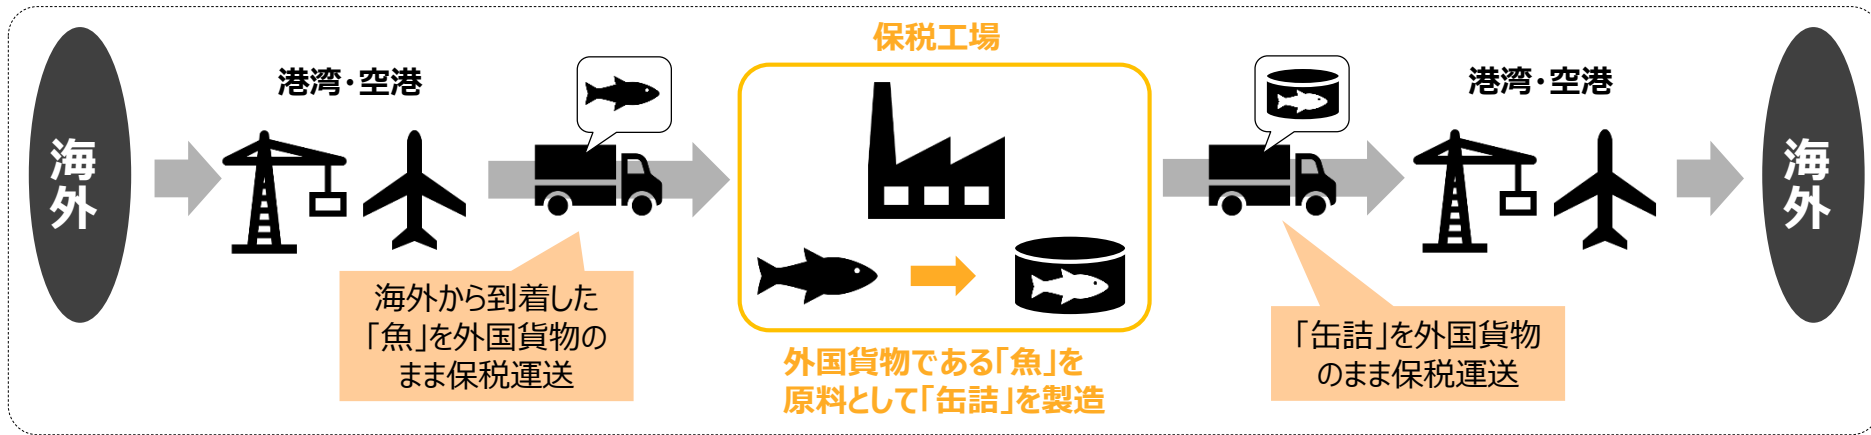 保税工場
港湾・空港
港湾・空港
海外
海外
海外から到着した
「魚」を外国貨物の
まま保税運送
外国貨物である「魚」を
原料として「缶詰」を製造
「缶詰」を外国貨物
のまま保税運送